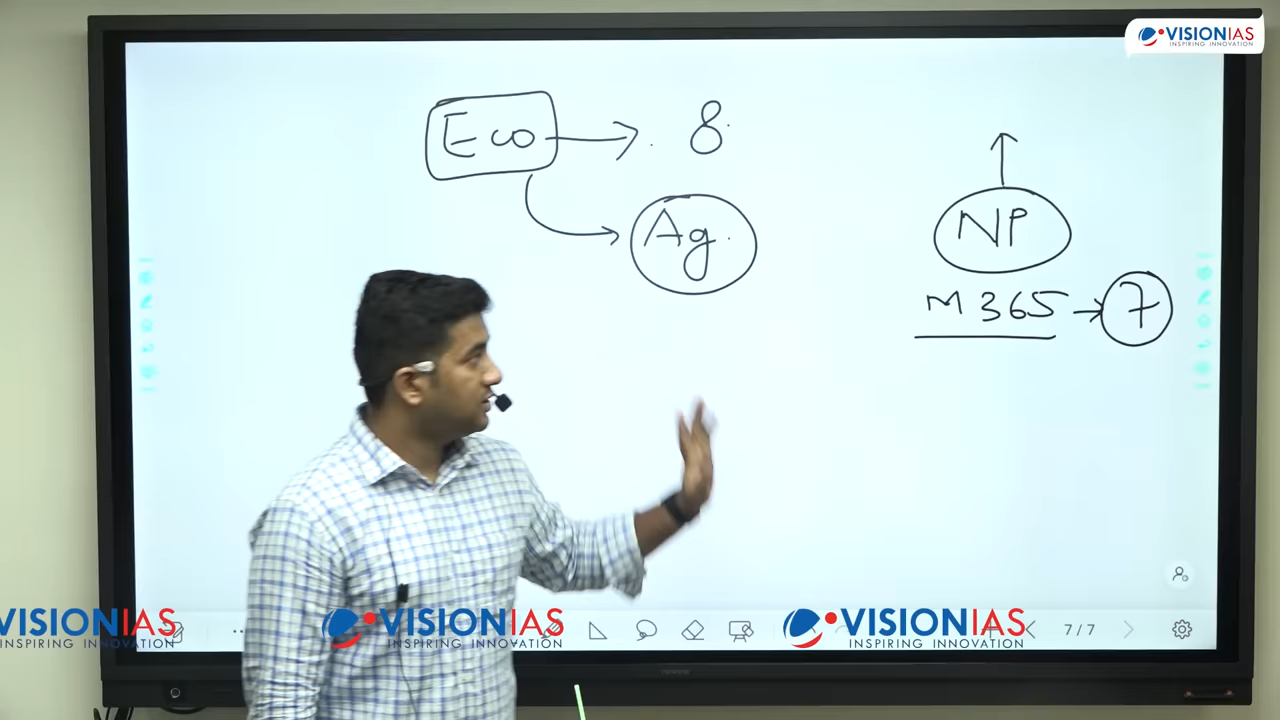 VISIONIAS
INSPIRING INNOVATION
Eco → 8
Ag.
NP
M 365 → 7
VISIONIAS
INSPIRING INNOVATION
VISIONIAS
INSPIRING INNOVATION
VISIONIAS
INSPIRING INNOVATION
7/7